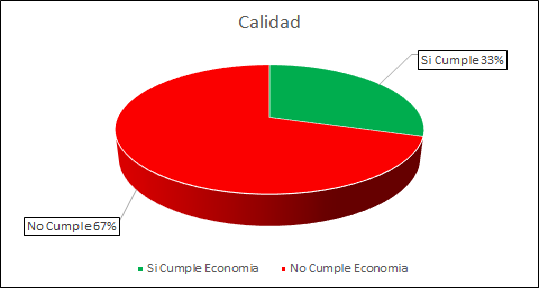 Calidad
Si Cumple 33%
No Cumple 67%
Si Cumple Economia
No Cumple Economia